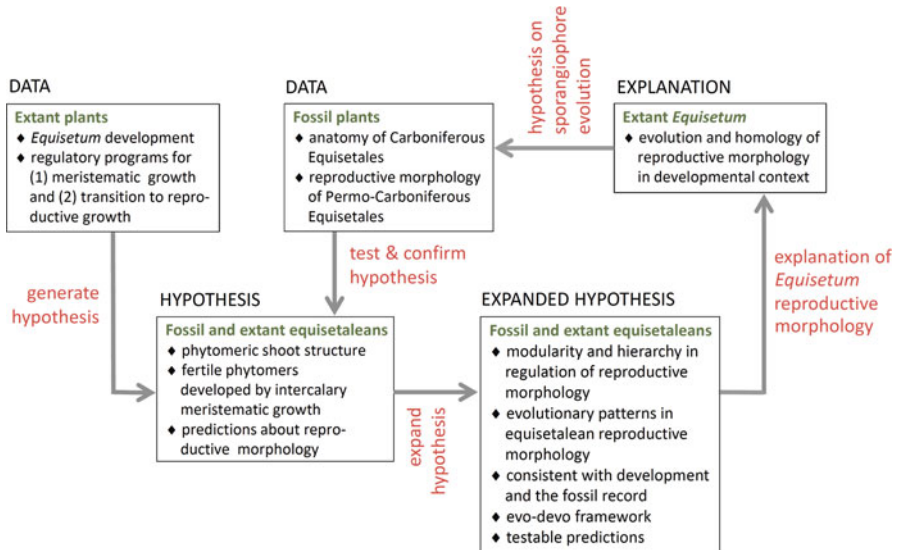 DATA
Extant plants
♦ Equisetum development
♦ regulatory programs for
(1) meristematic growth
and (2) transition to repro-
ductive growth
DATA
Fossil plants
♦ anatomy of Carboniferous
Equisetales
♦ reproductive morphology
of Permo-Carboniferous
Equisetales
hypothesis on
sporangiophore
evolution
EXPLANATION
Extant Equisetum
♦ evolution and homology of
reproductive morphology
in developmental context
generate
hypothesis
test & confirm
hypothesis
explanation of
Equisetum
reproductive
morphology
HYPOTHESIS
Fossil and extant equisetaleans
♦ phytomeric shoot structure
♦ fertile phytomers
developed by intercalary
meristematic growth
♦ predictions about repro-
ductive morphology
expand
hypothesis
EXPANDED HYPOTHESIS
Fossil and extant equisetaleans
♦ modularity and hierarchy in
regulation of reproductive
morphology
♦ evolutionary patterns in
equisetalean reproductive
morphology
♦ consistent with development
and the fossil record
♦ evo-devo framework
♦ testable predictions